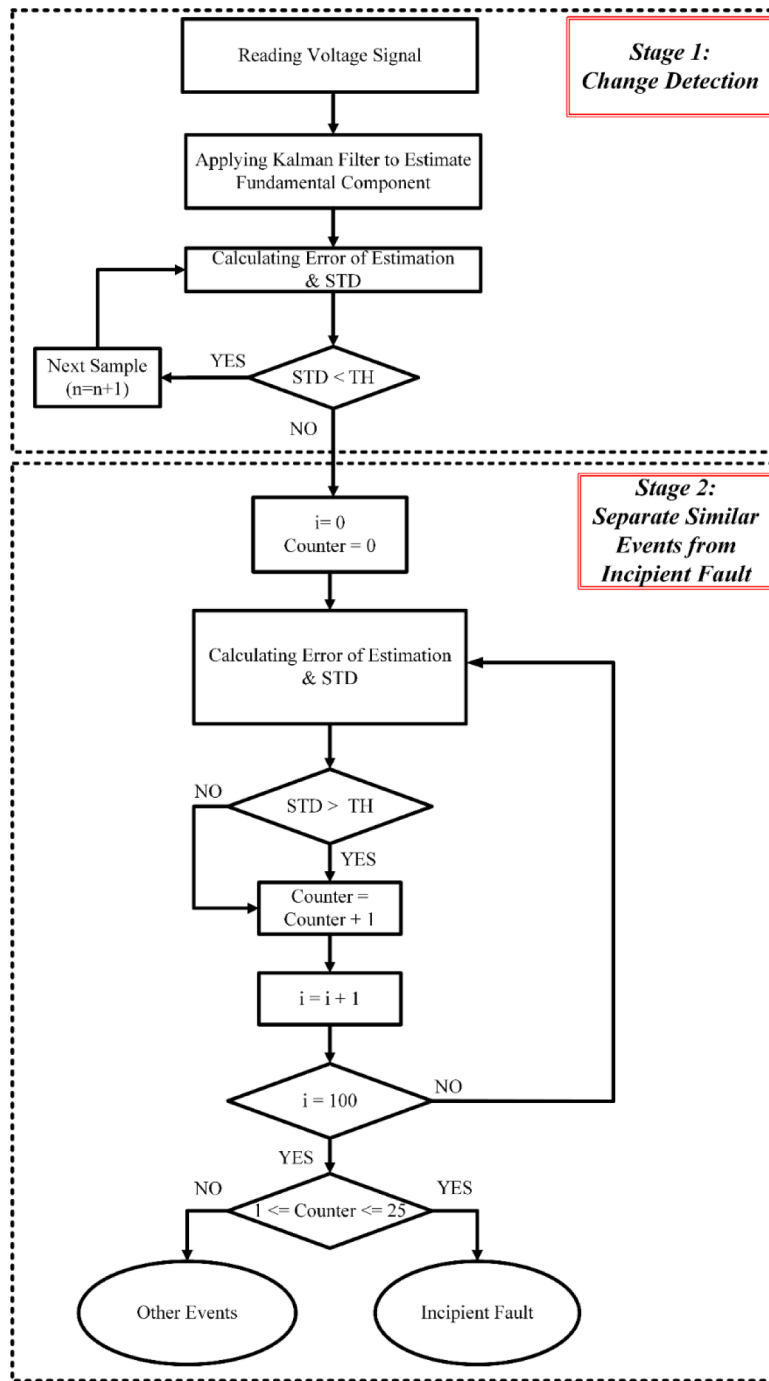 Stage 1:
Change Detection
Reading Voltage Signal
Applying Kalman Filter to Estimate
Fundamental Component
Calculating Error of Estimation
& STD
Next Sample
(n=n+1)
YES
STD < TH
NO
Stage 2:
Separate Similar
Events from
Incipient Fault
i= 0
Counter = 0
Calculating Error of Estimation
& STD
NO
STD > TH
YES
Counter =
Counter + 1
i = i + 1
i = 100
NO
YES
NO
1 <= Counter <= 25
YES
Other Events
Incipient Fault